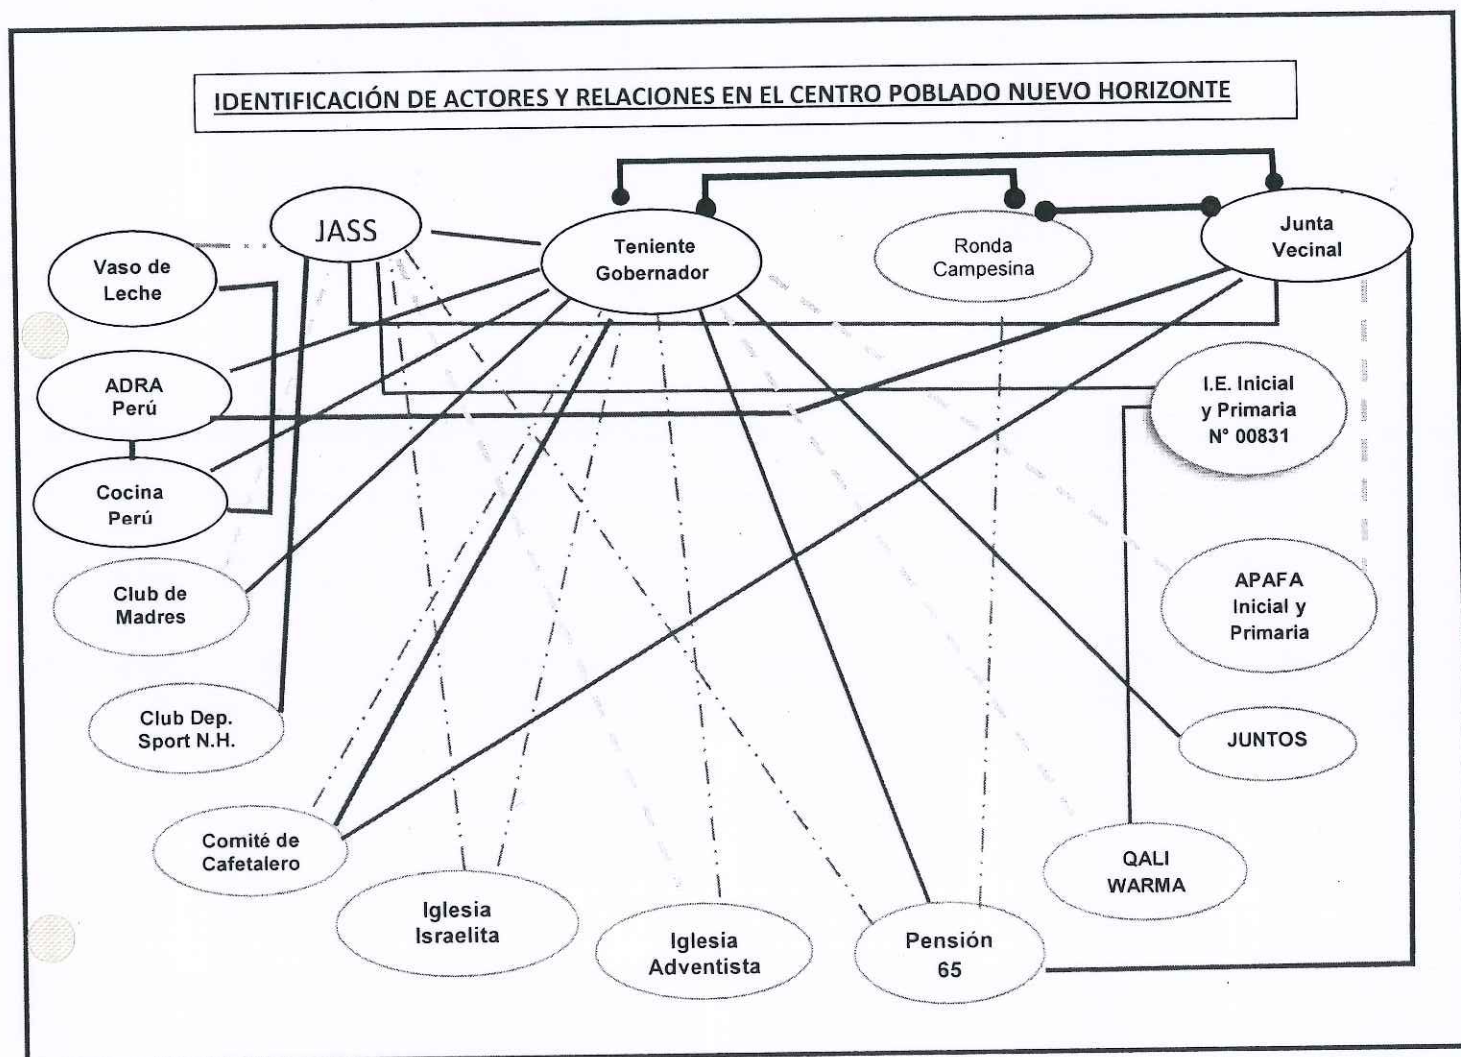 IDENTIFICACIÓN DE ACTORES Y RELACIONES EN EL CENTRO POBLADO NUEVO HORIZONTE
JASS
Teniente
Gobernador
Ronda
Campesina
Junta
Vecinal
Vaso de
Leche
ADRA
Perú
I.E. Inicial
y Primaria
N° 00831
Cocina
Perú
Club de
Madres
APAFA
Inicial y
Primaria
Club Dep.
Sport N.H.
JUNTOS
Comité de
Cafetalero
QALI
WARMA
Iglesia
Israelita
Iglesia
Adventista
Pensión
65